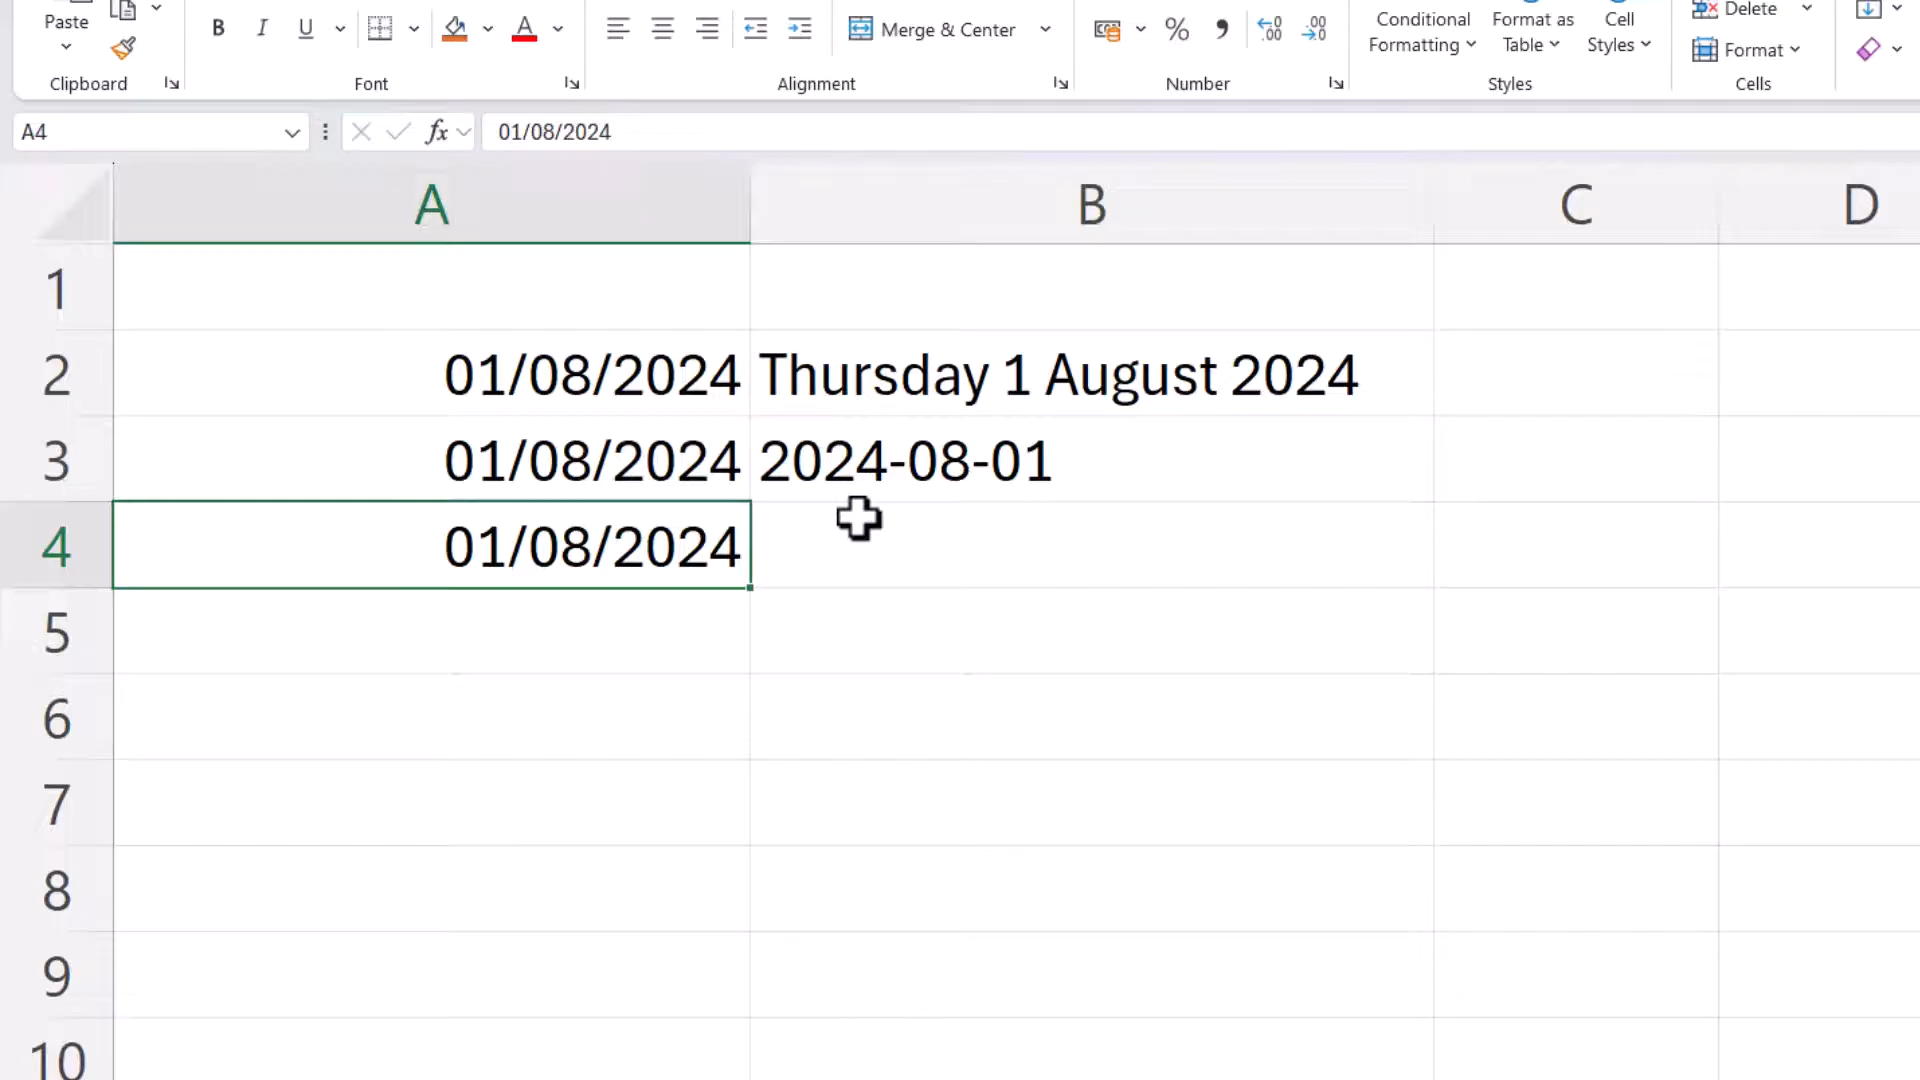 Paste
B I U A
Merge & Center
% 9
Conditional Formatting
Format as Table
Cell Styles
Delete
Format
Clipboard
Font
Alignment
Number
Styles
Cells
A4
fx
01/08/2024
A B C D
1
2 01/08/2024 Thursday 1 August 2024
3 01/08/2024 2024-08-01
4 01/08/2024
5
6
7
8
9
10